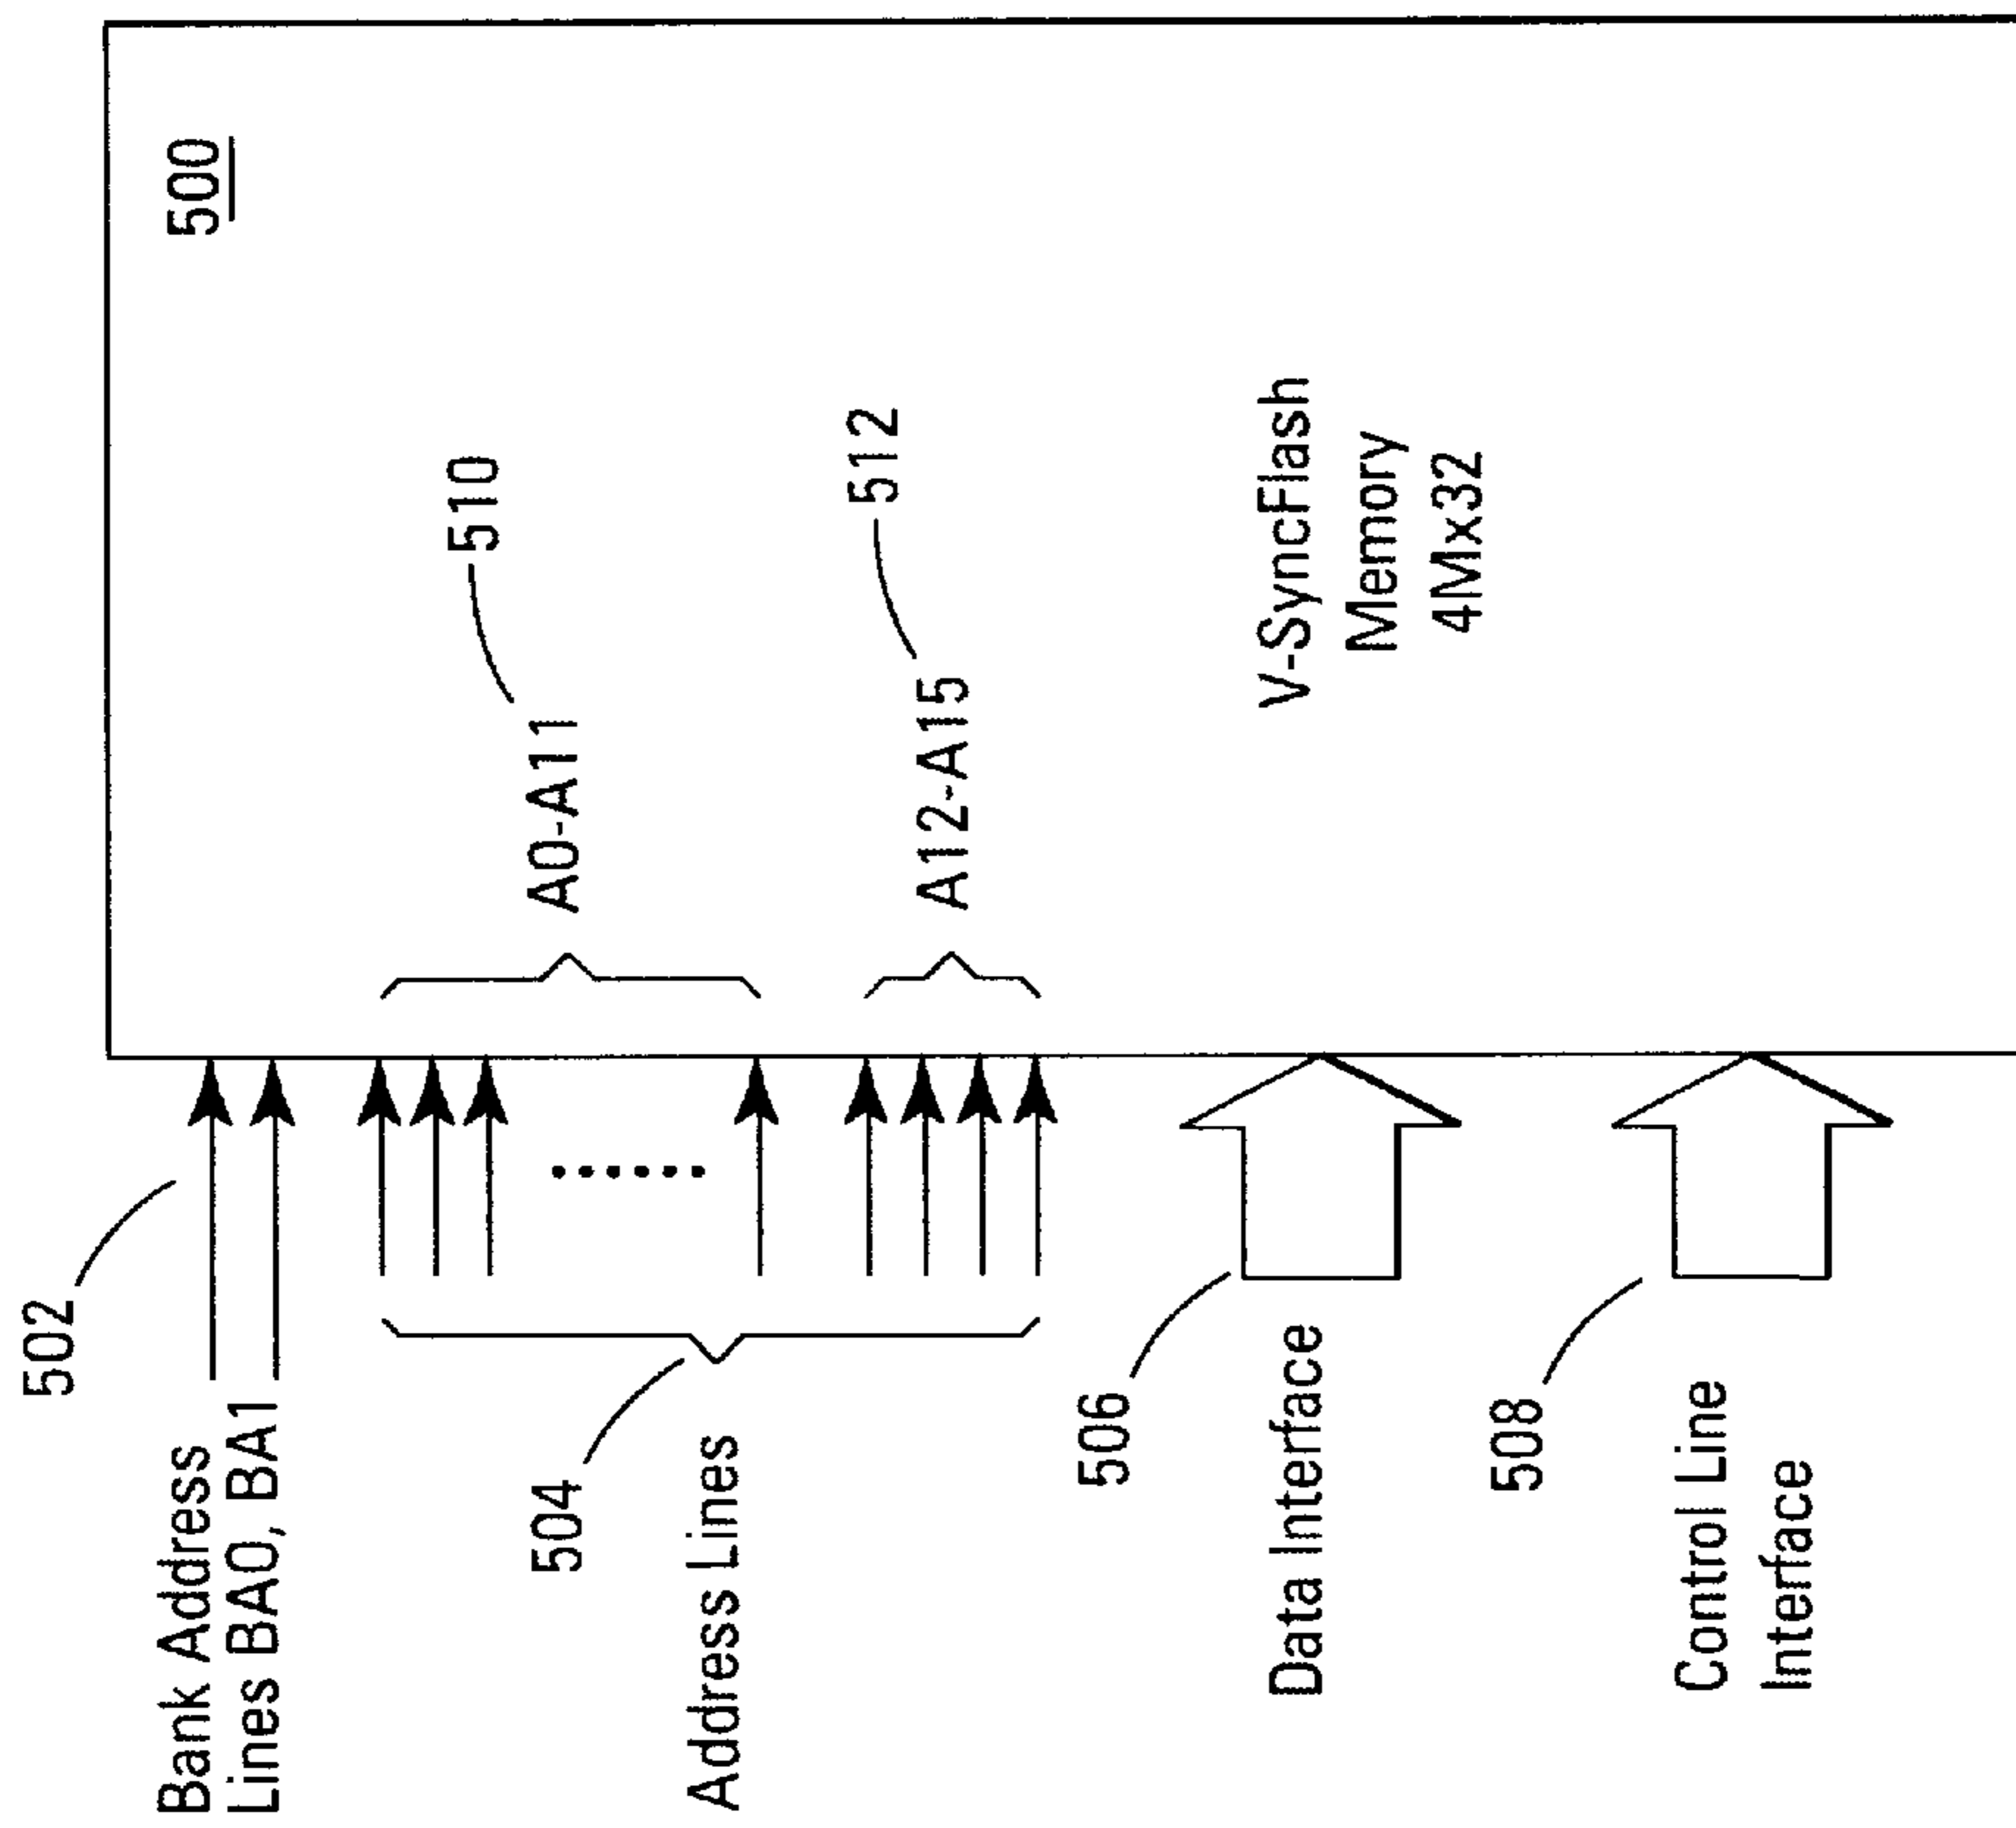 502
Bank Address
Lines BA0, BA1
500
504
Address Lines
A0-A11
510
A12-A15
512
506
Data Interface
V-SyncFlash
Memory
4Mx32
508
Control Line
Interface